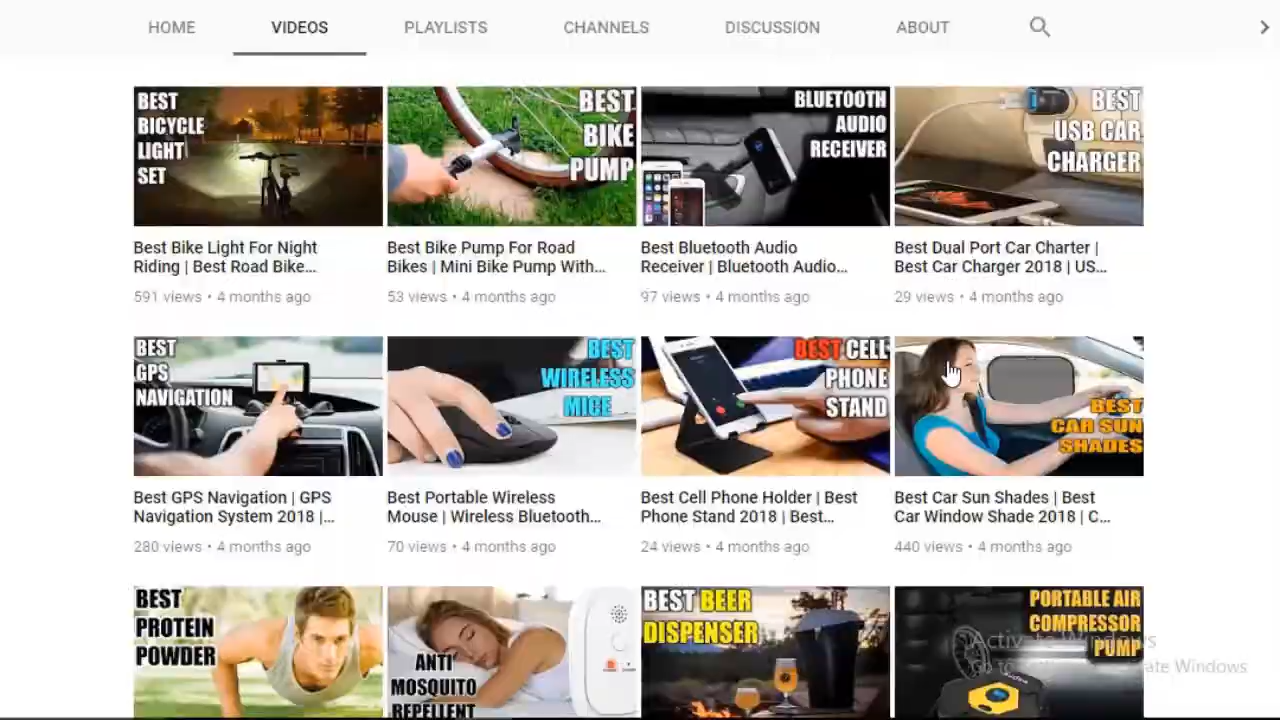 HOME VIDEOS PLAYLISTS CHANNELS DISCUSSION ABOUT
BEST
BICYCLE
LIGHT
SET
BEST
BIKE
PUMP
BLUETOOTH
AUDIO
RECEIVER
BEST
USB CAR
CHARGER
Best Bike Light For Night
Riding | Best Road Bike...
591 views • 4 months ago
Best Bike Pump For Road
Bikes | Mini Bike Pump With...
53 views • 4 months ago
Best Bluetooth Audio
Receiver | Bluetooth Audio...
97 views • 4 months ago
Best Dual Port Car Charter |
Best Car Charger 2018 | US...
29 views • 4 months ago
BEST
GPS
NAVIGATION
BEST
WIRELESS
MICE
BEST CELL
PHONE
STAND
BEST
CAR SUN
SHADES
Best GPS Navigation | GPS
Navigation System 2018 |...
280 views • 4 months ago
Best Portable Wireless
Mouse | Wireless Bluetooth...
70 views • 4 months ago
Best Cell Phone Holder | Best
Phone Stand 2018 | Best...
24 views • 4 months ago
Best Car Sun Shades | Best
Car Window Shade 2018 | C...
440 views • 4 months ago
BEST
PROTEIN
POWDER
ANTI
MOSQUITO
REPELLENT
BEST BEER
DISPENSER
PORTABLE AIR
COMPRESSOR
PUMP
Activate Windows
Go to ate Windows